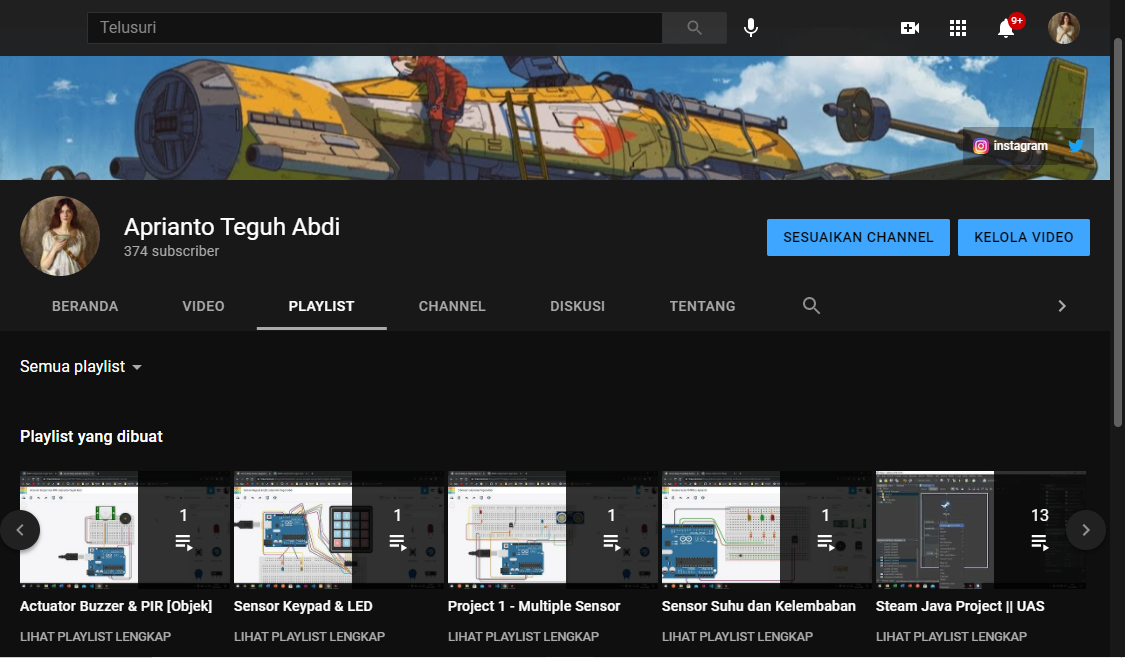 Telusuri
9+
instagram
Aprianto Teguh Abdi
374 subscriber
SESUAIKAN CHANNEL
KELOLA VIDEO
BERANDA
VIDEO
PLAYLIST
CHANNEL
DISKUSI
TENTANG
Semua playlist
Playlist yang dibuat
1
1
1
1
13
Actuator Buzzer & PIR [Objek]
Sensor Keypad & LED
Project 1 - Multiple Sensor
Sensor Suhu dan Kelembaban
Steam Java Project || UAS
LIHAT PLAYLIST LENGKAP
LIHAT PLAYLIST LENGKAP
LIHAT PLAYLIST LENGKAP
LIHAT PLAYLIST LENGKAP
LIHAT PLAYLIST LENGKAP